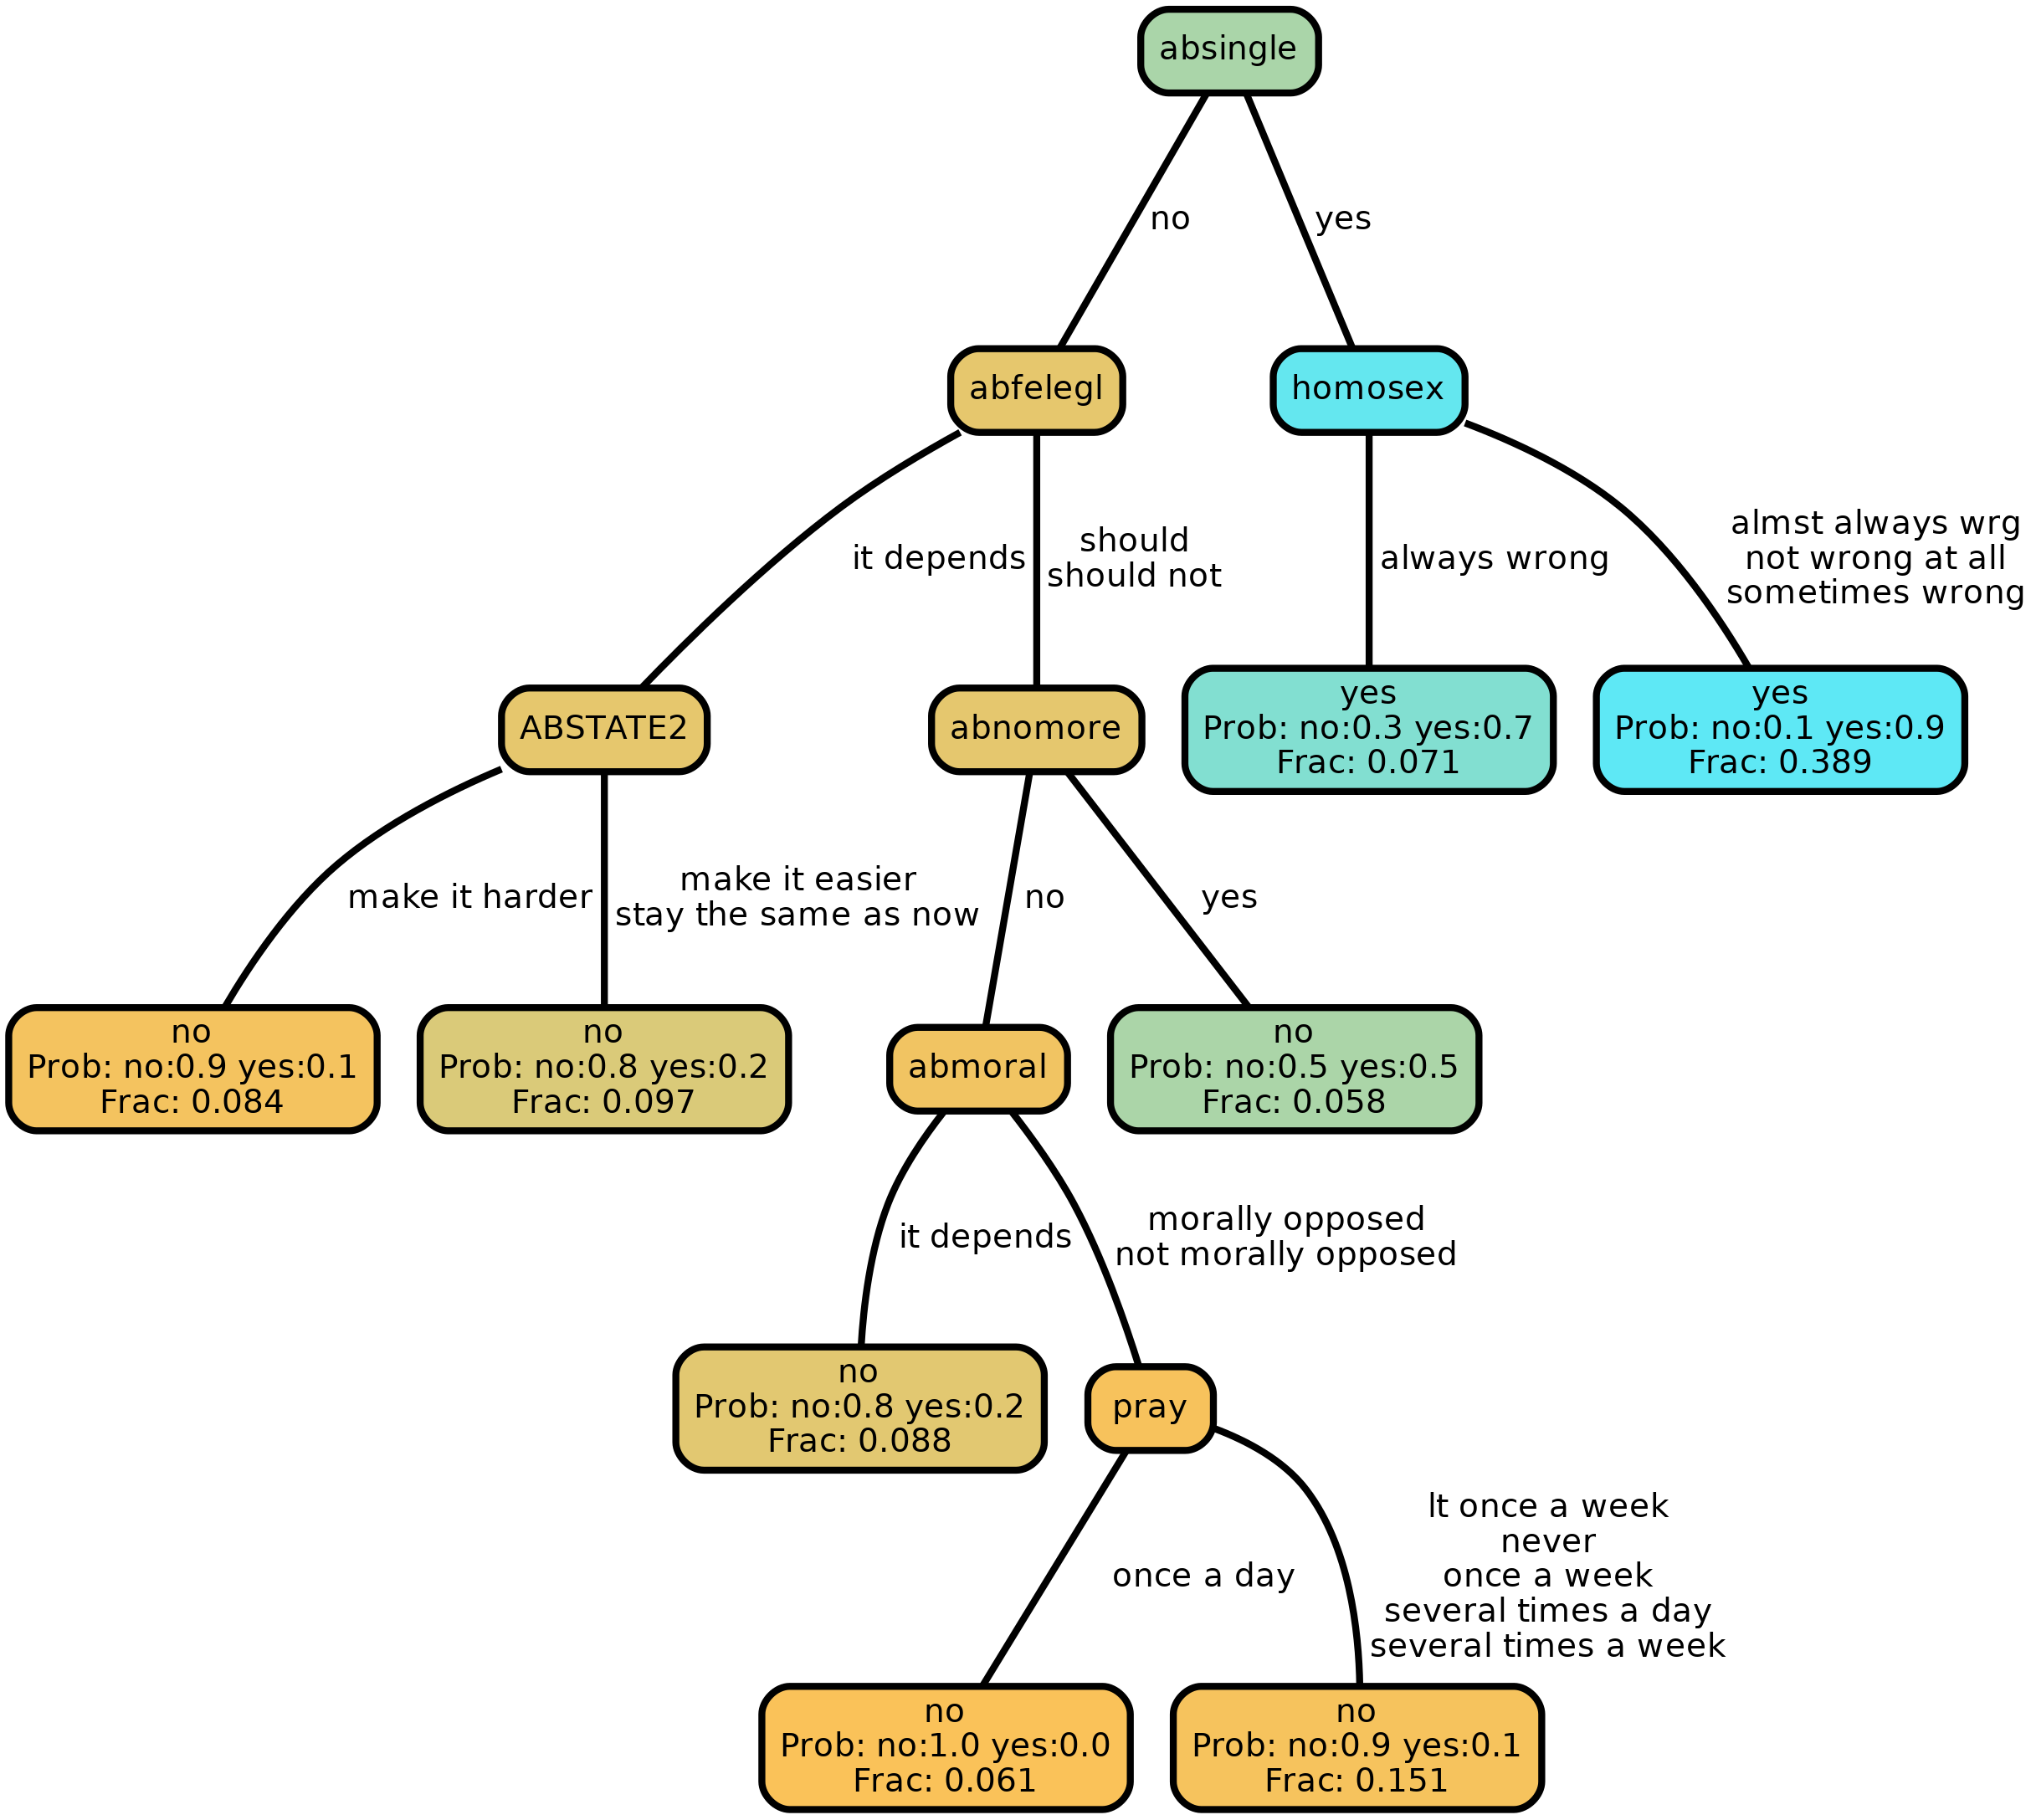 absingle
no
yes
abfelegl
homosex
it depends
should
should not
always wrong
almst always wrg
not wrong at all
sometimes wrong
ABSTATE2
abnomore
yes
Prob: no:0.3 yes:0.7
Frac: 0.071
yes
Prob: no:0.1 yes:0.9
Frac: 0.389
make it harder
make it easier
stay the same as now
no
yes
no
Prob: no:0.9 yes:0.1
Frac: 0.084
no
Prob: no:0.8 yes:0.2
Frac: 0.097
abmoral
no
Prob: no:0.5 yes:0.5
Frac: 0.058
it depends
morally opposed
not morally opposed
no
Prob: no:0.8 yes:0.2
Frac: 0.088
pray
once a day
lt once a week
never
once a week
several times a day
several times a week
no
Prob: no:1.0 yes:0.0
Frac: 0.061
no
Prob: no:0.9 yes:0.1
Frac: 0.151